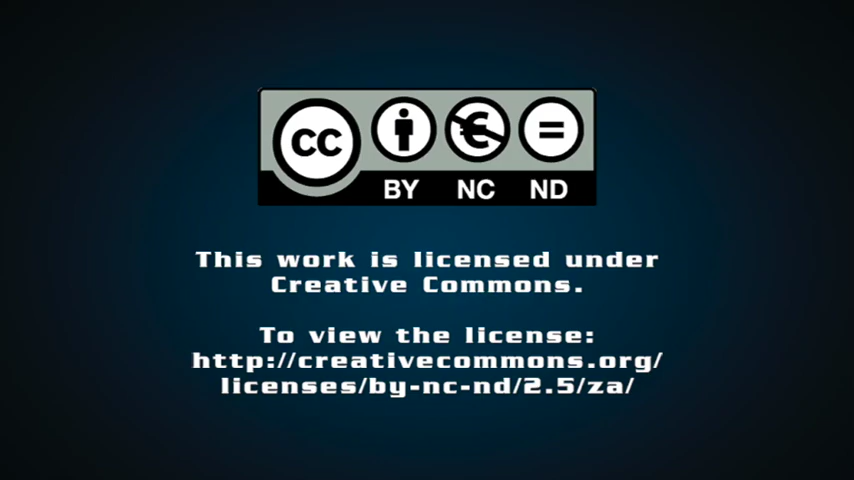 CC
BY NC ND
This work is licensed under
Creative Commons.
To view the license:
http://creativecommons.org/
licenses/by-nc-nd/2.5/za/